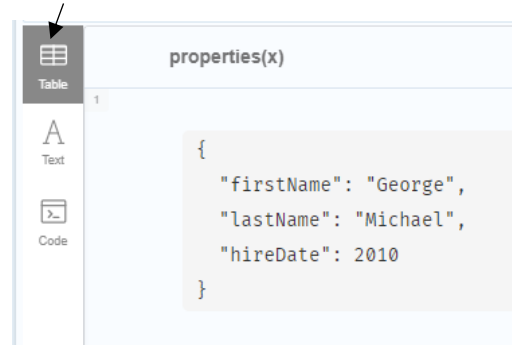 properties(x)
Table
1
{
"firstName": "George",
"lastName": "Michael",
"hireDate": 2010
}
A
Text
>_
Code